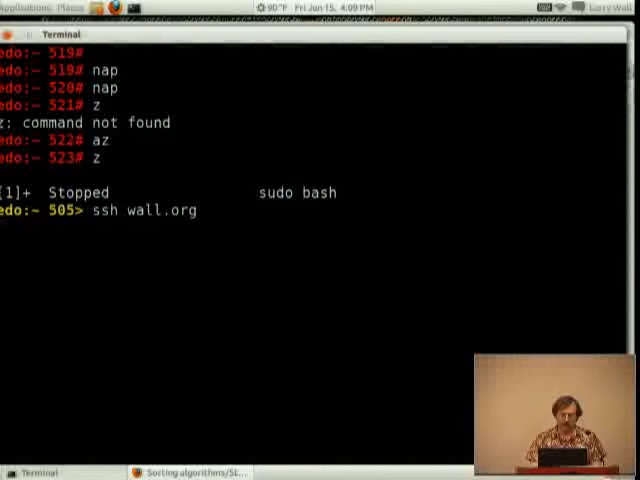 Applications Places 90 °F Fri Jun 15, 4:09 PM Larry Wall
Terminal
edo:~ 519#
edo:~ 519# nap
edo:~ 520# nap
edo:~ 521# z
z: command not found
edo:~ 522# az
edo:~ 523# z
[1]+ Stopped sudo bash
edo:~ 505> ssh wall.org
Terminal Sorting algorithms/SL...